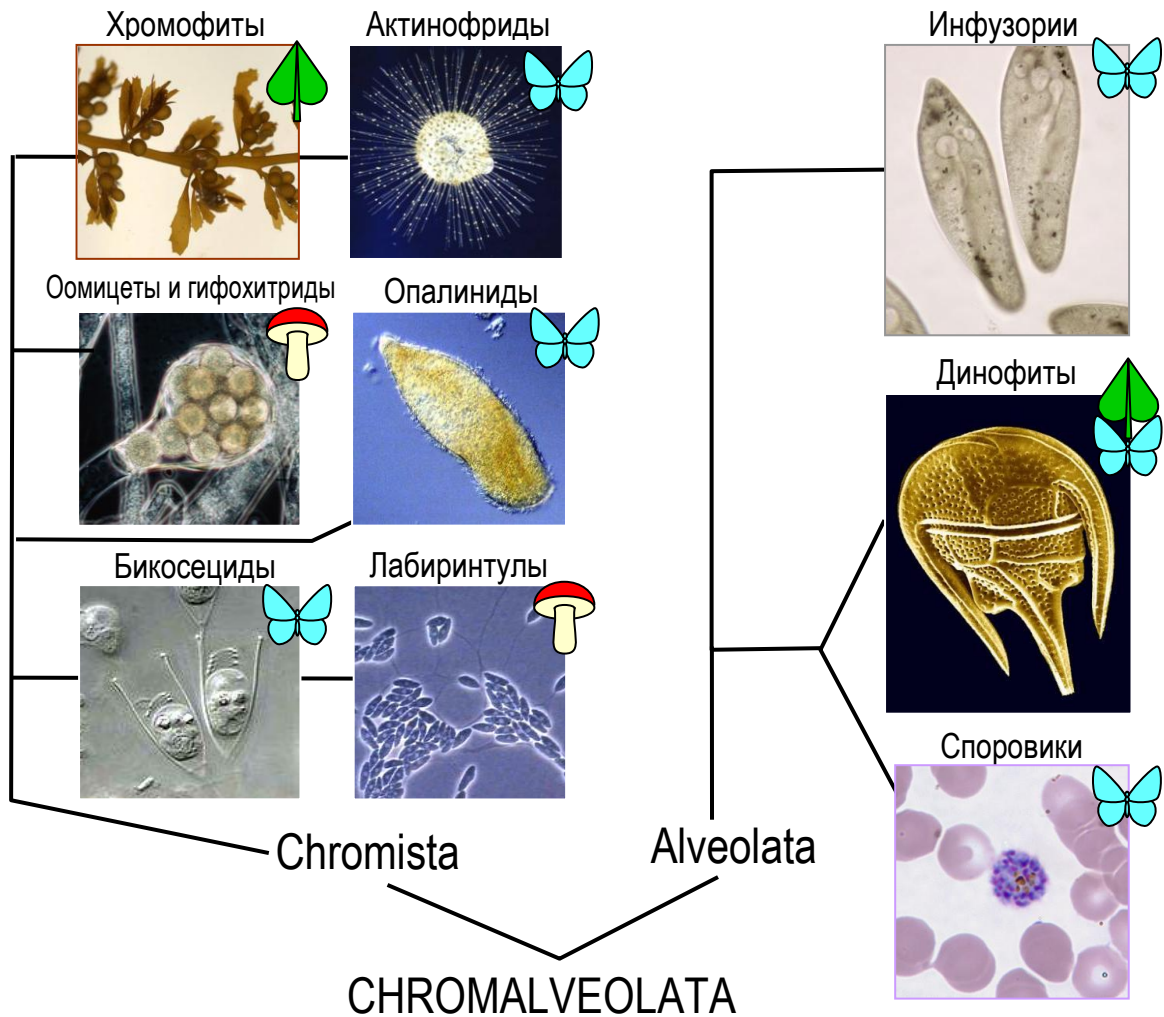 Хромофиты
Актинофриды
Инфузории
Оомицеты и гифохитриды
Опалиниды
Динофиты
Бикосециды
Лабиринтулы
Споровики
Chromista
Alveolata
CHROMALVEOLATA